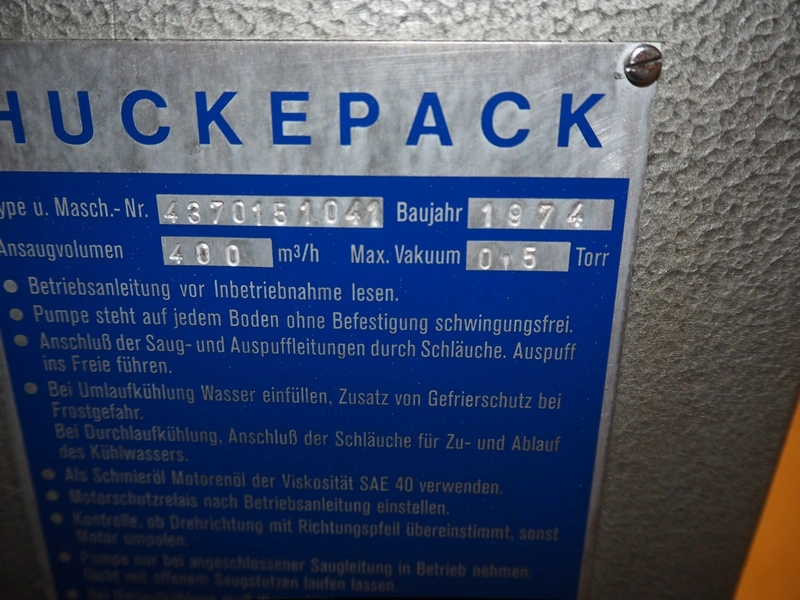 HUCKEPACK
ype u. Masch.-Nr. 4370151041 Baujahr 1974
Ansaugvolumen 400 m³/h Max. Vakuum 0,5 Torr
• Betriebsanleitung vor Inbetriebnahme lesen.
• Pumpe steht auf jedem Boden ohne Befestigung schwingungsfrei.
• Anschluß der Saug- und Auspuffleitungen durch Schläuche. Auspuff
ins Freie führen.
• Bei Umlaufkühlung Wasser einfüllen, Zusatz von Gefrierschutz bei
Frostgefahr.
Bei Durchlaufkühlung, Anschluß der Schläuche für Zu- und Ablauf
des Kühlwassers.
• Als Schmieröl Motorenöl der Viskosität SAE 40 verwenden.
• Motorschutzrelais nach Betriebsanleitung einstellen.
• Kontrolle, ob Drehrichtung mit Richtungspfeil übereinstimmt, sonst
Motor umpolen.
• Pumpe nur bei angeschlossener Saugleitung in Betrieb nehmen.
Nicht mit offenem Saugstutzen laufen lassen.